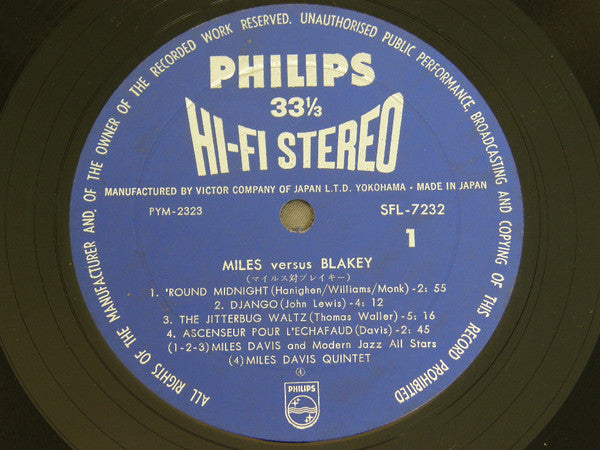 ALL RIGHTS OF THE MANUFACTURER AND, OF THE OWNER OF THE RECORDED WORK RESERVED. UNAUTHORISED PUBLIC PERFORMANCE, BROADCASTING AND COPYING OF THIS RECORD PROHIBITED
PHILIPS
33⅓
HI-FI STEREO
MANUFACTURED BY VICTOR COMPANY OF JAPAN L.T.D. YOKOHAMA - MADE IN JAPAN
PYM-2323 SFL-7232
1
MILES versus BLAKEY
(マイルス対ブレイキー)
1. 'ROUND MIDNIGHT(Hanighen/Williams/Monk)-2: 55
2. DJANGO(John Lewis)-4: 12
3. THE JITTERBUG WALTZ(Thomas Waller)-5: 16
4. ASCENSEUR POUR L'ECHAFAUD(Davis)-2: 45
(1-2-3)MILES DAVIS and Modern Jazz All Stars
(4)MILES DAVIS QUINTET
④
PHILIPS